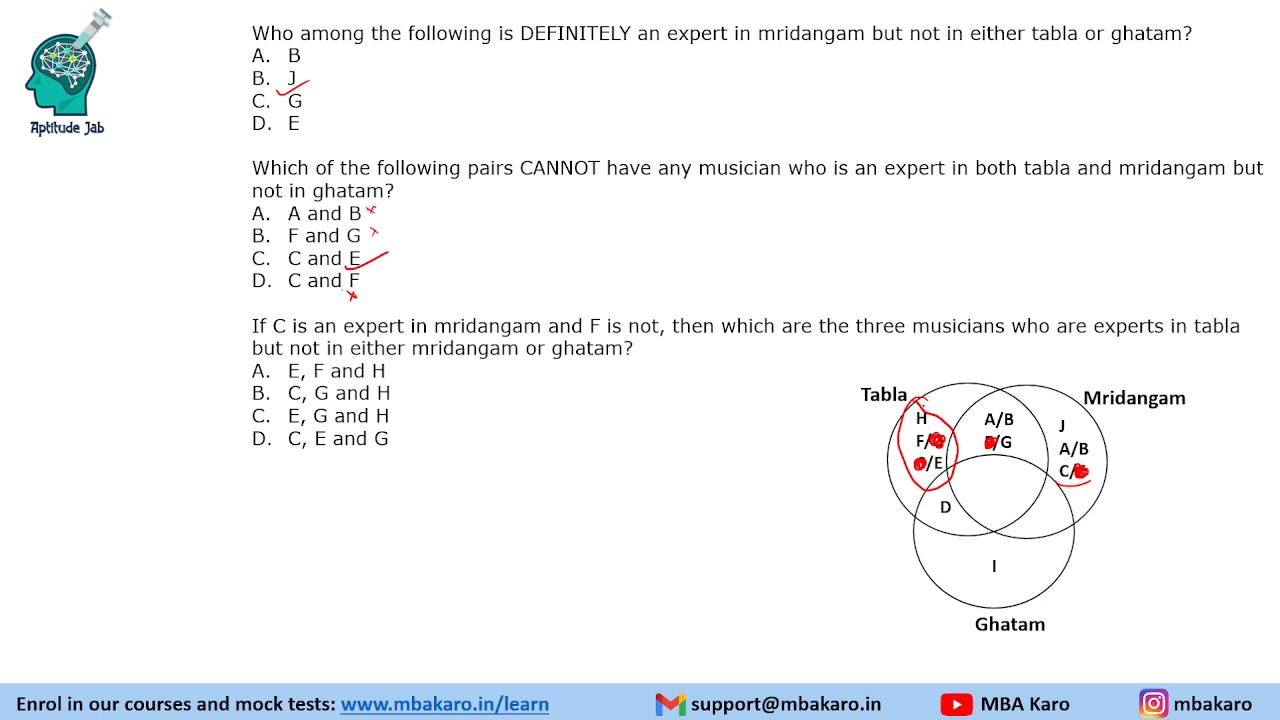 Aptitude Jab
Who among the following is DEFINITELY an expert in mridangam but not in either tabla or ghatam?
A. B
B. J
C. G
D. E
Which of the following pairs CANNOT have any musician who is an expert in both tabla and mridangam but
not in ghatam?
A. A and B
B. F and G
C. C and E
D. C and F
If C is an expert in mridangam and F is not, then which are the three musicians who are experts in tabla
but not in either mridangam or ghatam?
A. E, F and H
B. C, G and H
C. E, G and H
D. C, E and G
Tabla
Mridangam
H
F/
/E
A/B
/G
J
A/B
C/
D
I
Ghatam
Enrol in our courses and mock tests: www.mbakaro.in/learn
support@mbakaro.in
MBA Karo
mbakaro